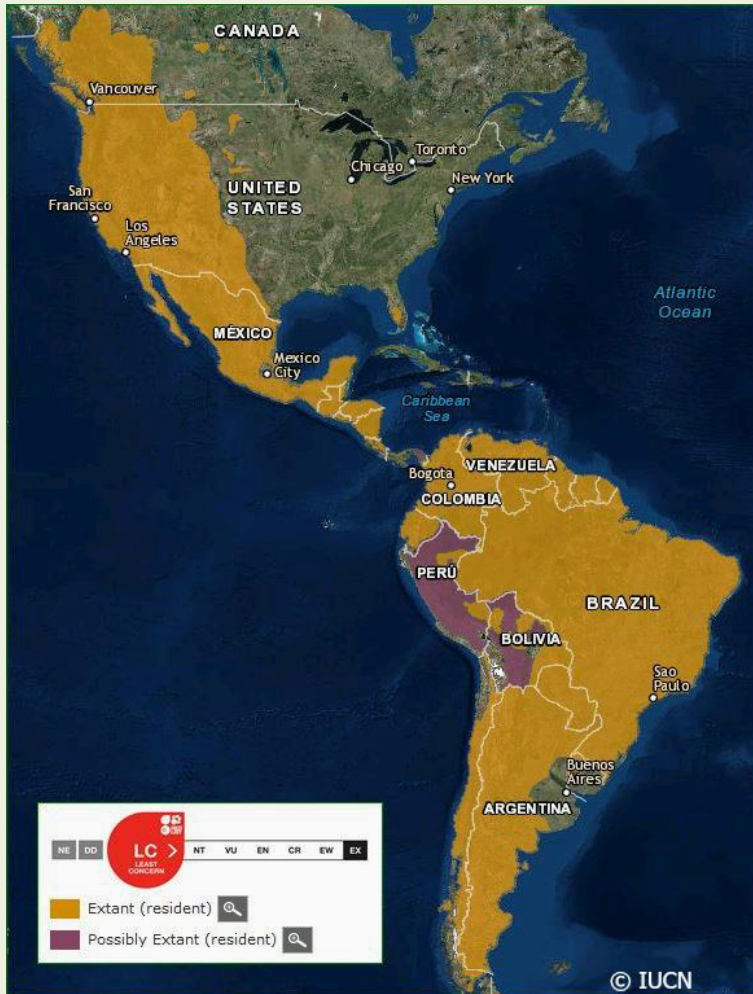 CANADA
Vancouver
Toronto
Chicago
New York
UNITED
STATES
San
Francisco
Los
Angeles
Atlantic
Ocean
MÉXICO
Mexico
City
Caribbean
Sea
VENEZUELA
Bogota
COLOMBIA
PERÚ
BRAZIL
BOLIVIA
Sao
Paulo
Buenos
Aires
ARGENTINA
NE DD LC > NT VU EN CR EW EX
LEAST
CONCERN
Extant (resident)
Possibly Extant (resident)
© IUCN